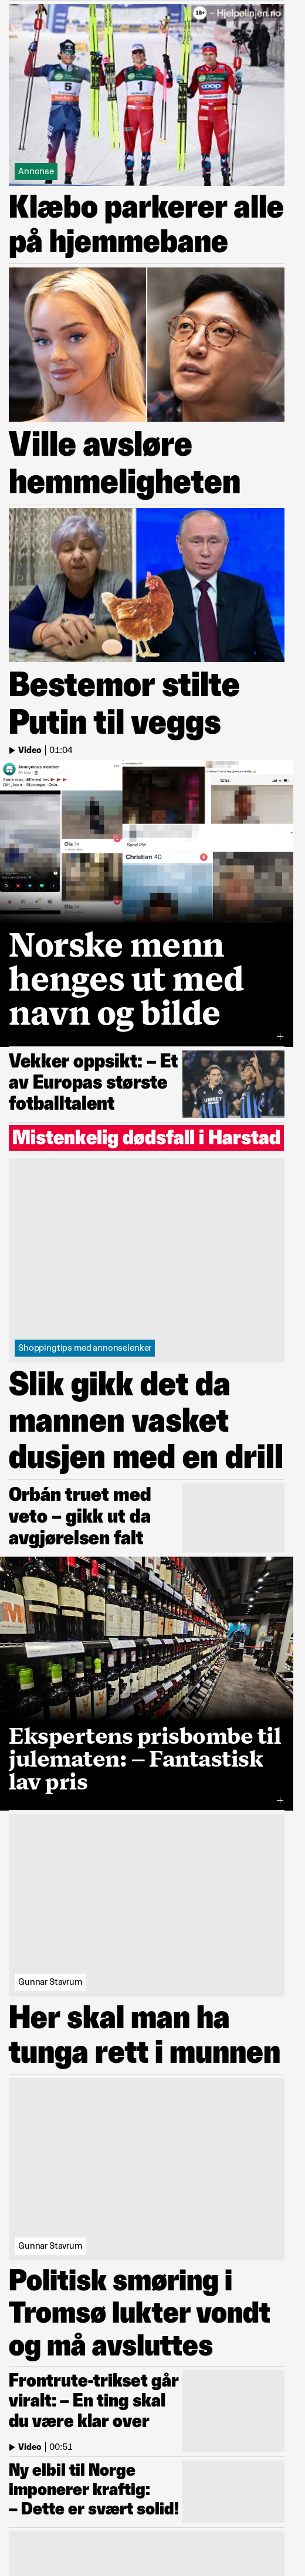 18+ – Hjelpelinjen.no
5
1
COOP
Annonse
Klæbo parkerer alle
på hjemmebane
Ville avsløre
hemmeligheten
Bestemor stilte
Putin til veggs
Video | 01:04
Anonymous member
Christian 40
Send PM
Norske menn
henges ut med
navn og bilde
Vekker oppsikt: – Et
av Europas største
fotballtalent
Mistenkelig dødsfall i Harstad
Shoppingtips med annonselenker
Slik gikk det da
mannen vasket
dusjen med en drill
Orbán truet med
veto – gikk ut da
avgjørelsen falt
Ekspertens prisbombe til
julematen: – Fantastisk
lav pris
Gunnar Stavrum
Her skal man ha
tunga rett i munnen
Gunnar Stavrum
Politisk smøring i
Tromsø lukter vondt
og må avsluttes
Frontrute-trikset går
viralt: – En ting skal
du være klar over
Video | 00:51
Ny elbil til Norge
imponerer kraftig:
– Dette er svært solid!